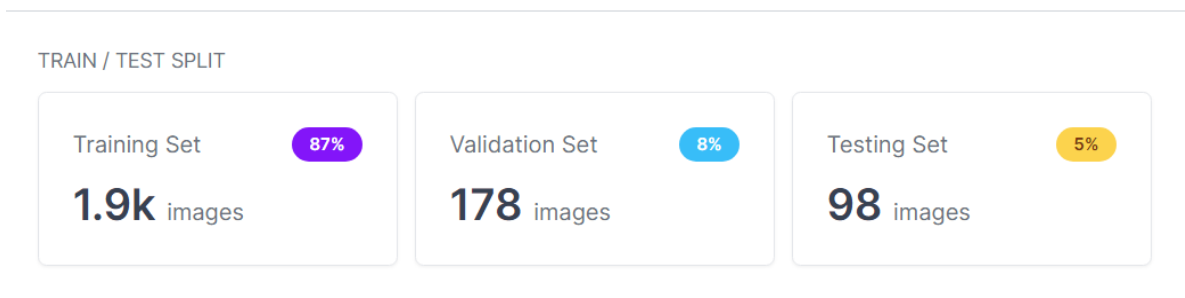 TRAIN / TEST SPLIT
Training Set 87%
1.9k images
Validation Set 8%
178 images
Testing Set 5%
98 images